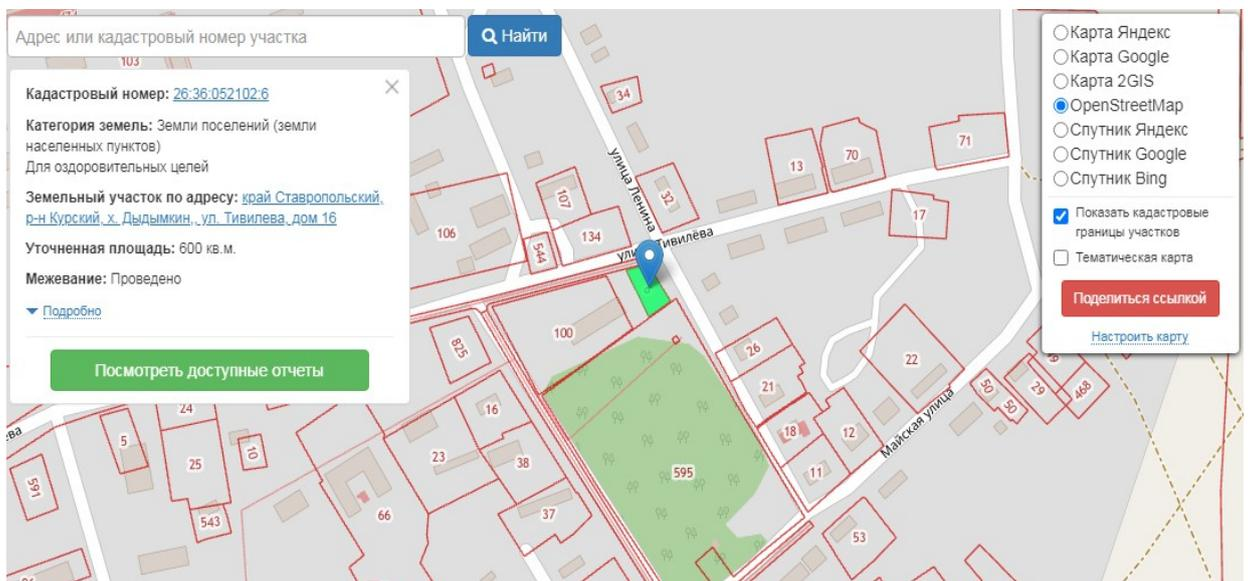 Адрес или кадастровый номер участка
Найти
103
Кадастровый номер: 26:36:052102:6
Категория земель: Земли поселений (земли
населенных пунктов)
Для оздоровительных целей
Земельный участок по адресу: край Ставропольский,
р-н Курский, х. Дыдымкин,, ул. Тивилева, дом 16
Уточненная площадь: 600 кв.м.
Межевание: Проведено
Подробно
Посмотреть доступные отчеты
Карта Яндекс
Карта Google
Карта 2GIS
OpenStreetMap
Спутник Яндекс
Спутник Google
Спутник Bing
Показать кадастровые
границы участков
Тематическая карта
Поделиться ссылкой
Настроить карту
34
улица Ленина
13
70
71
107
32
17
106
544
134
100
825
26
22
21
16
24
5
10
25
23
38
18
12
11
595
591
543
66
37
53
50
50
29
468
Майская улица